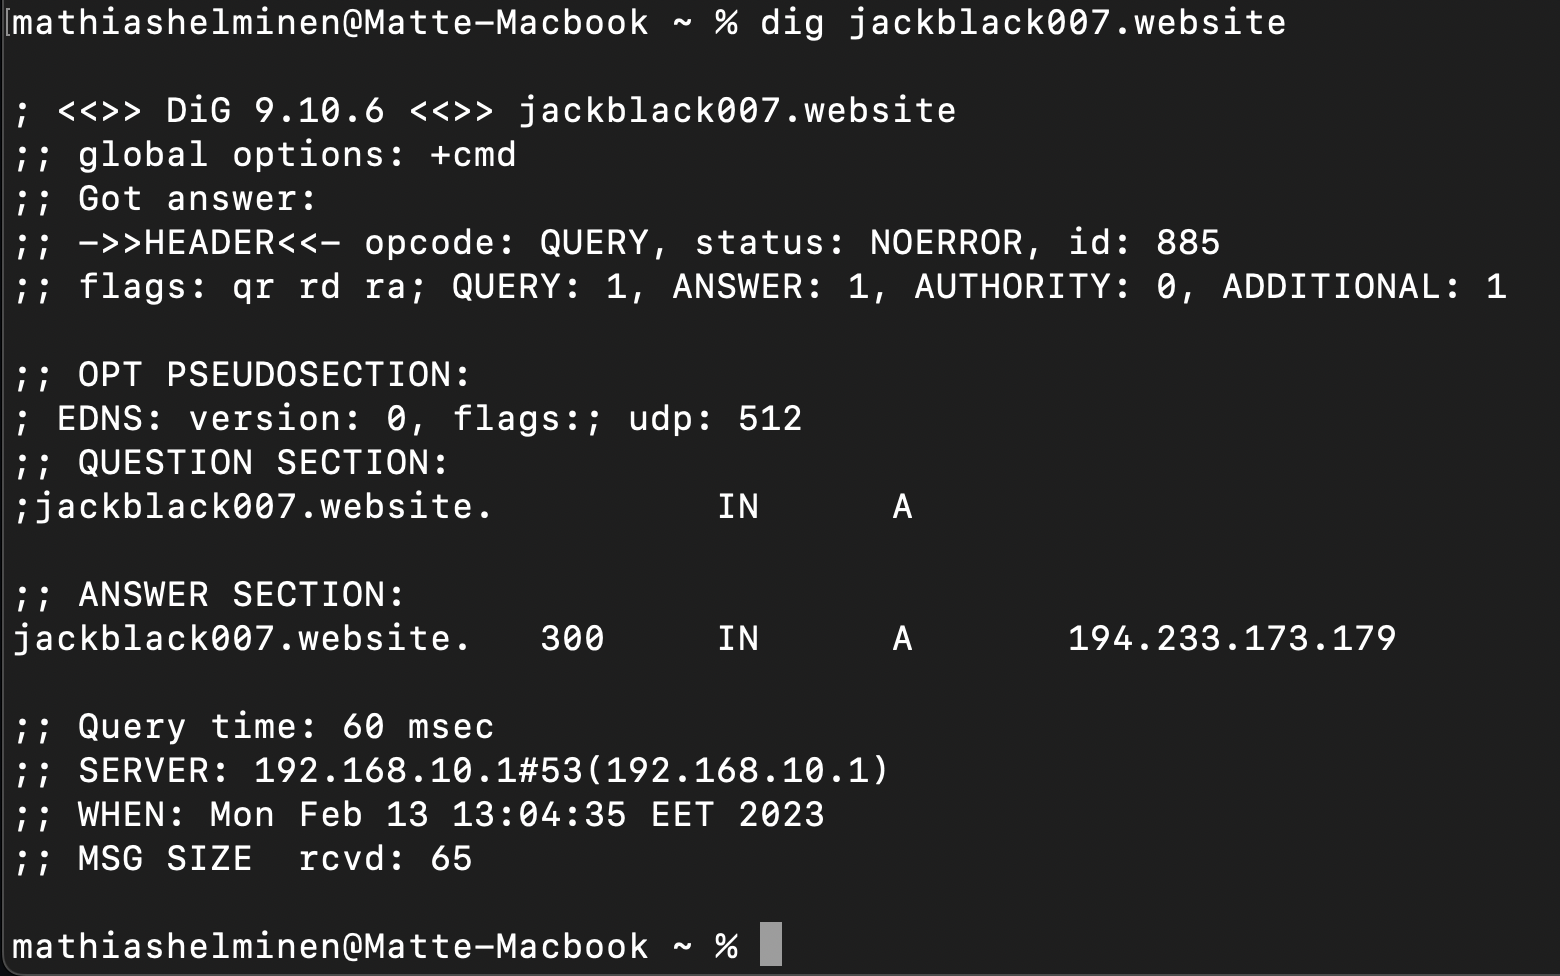 [mathiashelminen@Matte-Macbook ~ % dig jackblack007.website
; <<>> DiG 9.10.6 <<>> jackblack007.website
;; global options: +cmd
;; Got answer:
;; ->>HEADER<<- opcode: QUERY, status: NOERROR, id: 885
;; flags: qr rd ra; QUERY: 1, ANSWER: 1, AUTHORITY: 0, ADDITIONAL: 1
;; OPT PSEUDOSECTION:
; EDNS: version: 0, flags:; udp: 512
;; QUESTION SECTION:
;jackblack007.website. IN A
;; ANSWER SECTION:
jackblack007.website. 300 IN A 194.233.173.179
;; Query time: 60 msec
;; SERVER: 192.168.10.1#53(192.168.10.1)
;; WHEN: Mon Feb 13 13:04:35 EET 2023
;; MSG SIZE  rcvd: 65
mathiashelminen@Matte-Macbook ~ %